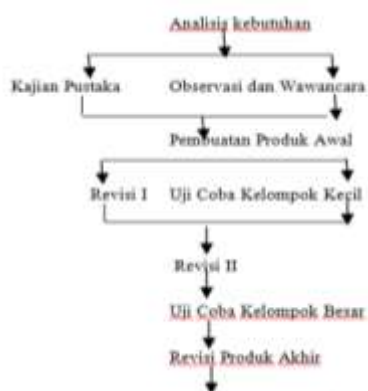 Analisis kebutuhan
Kajian Pustaka Observasi dan Wawancara
Pembuatan Produk Awal
Revisi I Uji Coba Kelompok Kecil
Revisi II
Uji Coba Kelompok Besar
Revisi Produk Akhir